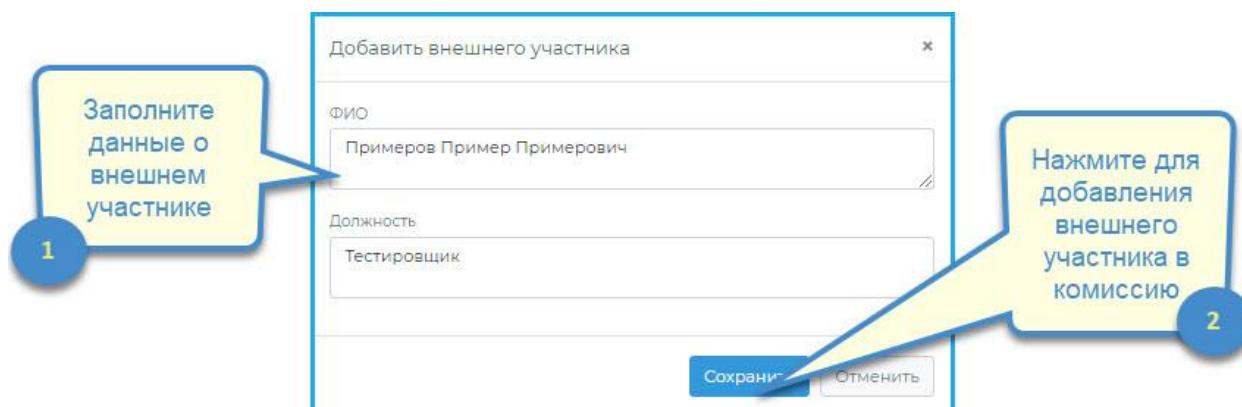 Добавить внешнего участника ×
Заполните
данные о
внешнем
участнике
1
ФИО
Примеров Пример Примерович
Должность
Тестировщик
Нажмите для
добавления
внешнего
участника в
комиссию
2
Отменить